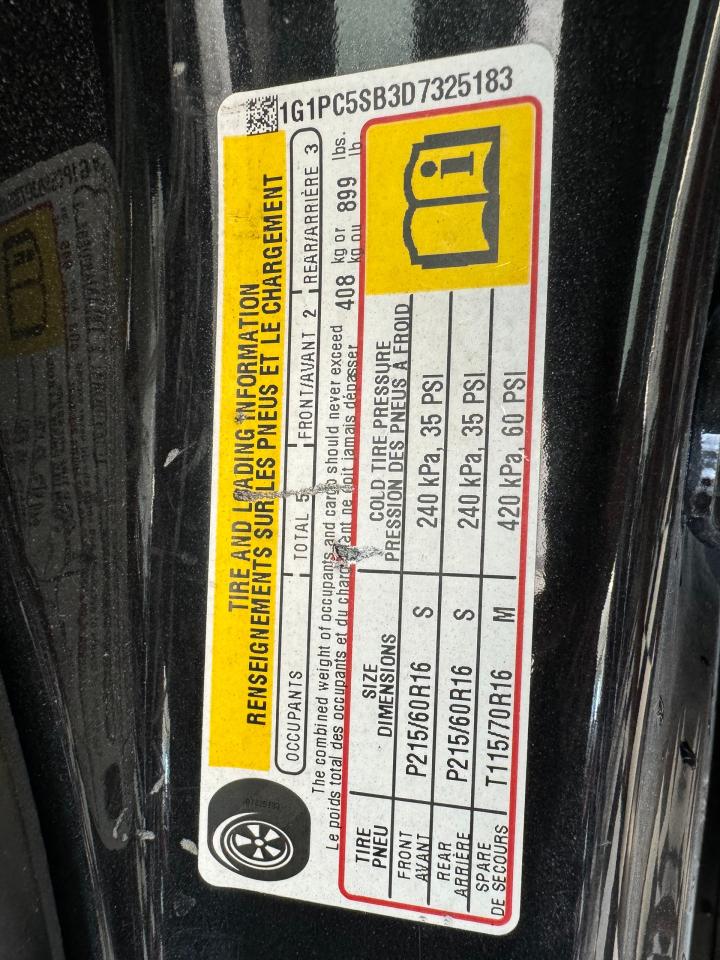 1G1PC5SB3D7325183
TIRE AND LOADING INFORMATION
RENSEIGNEMENTS SUR LES PNEUS ET LE CHARGEMENT
OCCUPANTS TOTAL 5 FRONT/AVANT 2 REAR/ARRIÈRE 3
The combined weight of occupants and cargo should never exceed 408 kg or 899 lbs.
Le poids total des occupants et du chargement ne doit jamais dépasser kg ou lb
TIRE SIZE COLD TIRE PRESSURE
PNEU DIMENSIONS PRESSION DES PNEUS A FROID
FRONT
AVANT P215/60R16 S 240 kPa, 35 PSI
REAR
ARRIÈRE P215/60R16 S 240 kPa, 35 PSI
SPARE
DE SECOURS T115/70R16 M 420 kPa, 60 PSI